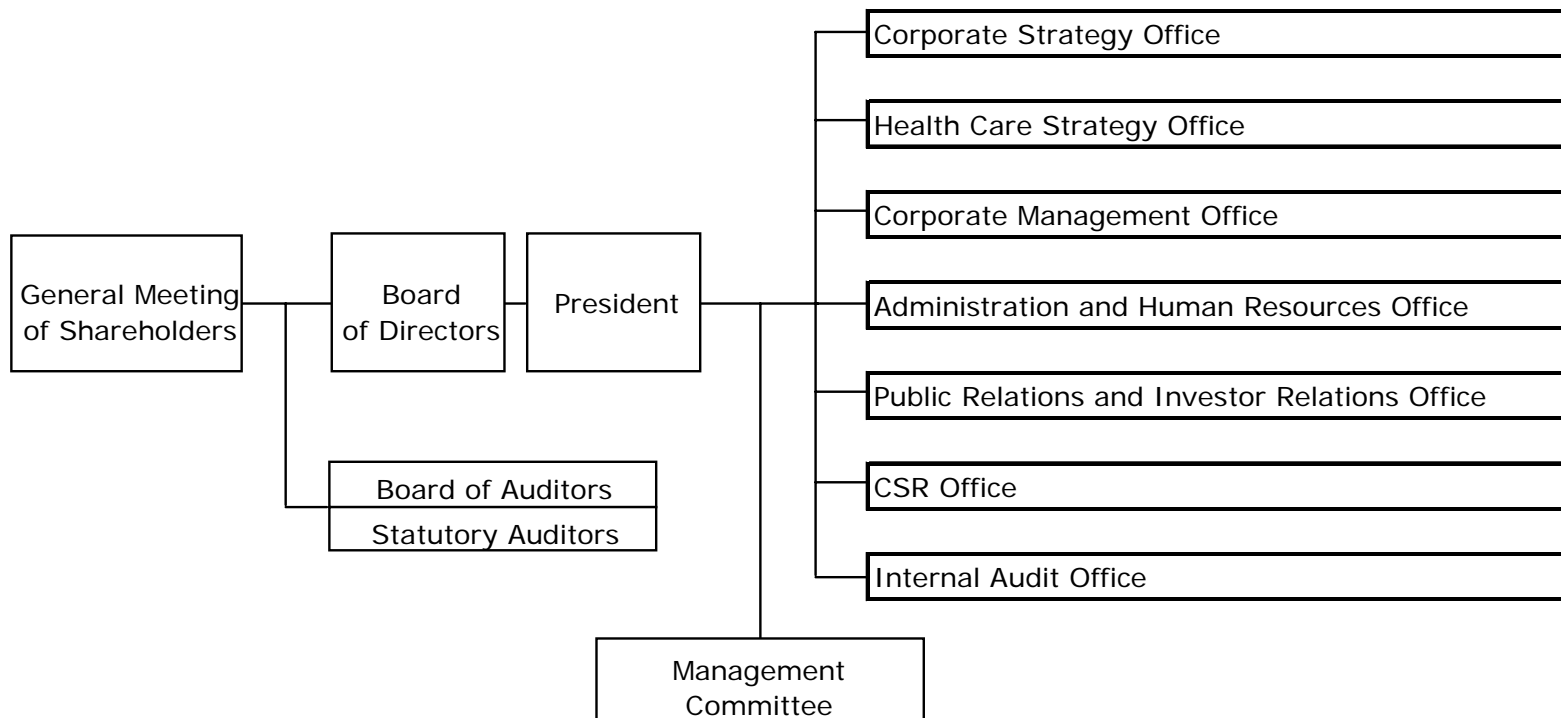 Corporate Strategy Office
Health Care Strategy Office
Corporate Management Office
General Meeting
of Shareholders
Board
of Directors
President
Administration and Human Resources Office
Public Relations and Investor Relations Office
Board of Auditors
Statutory Auditors
CSR Office
Internal Audit Office
Management
Committee